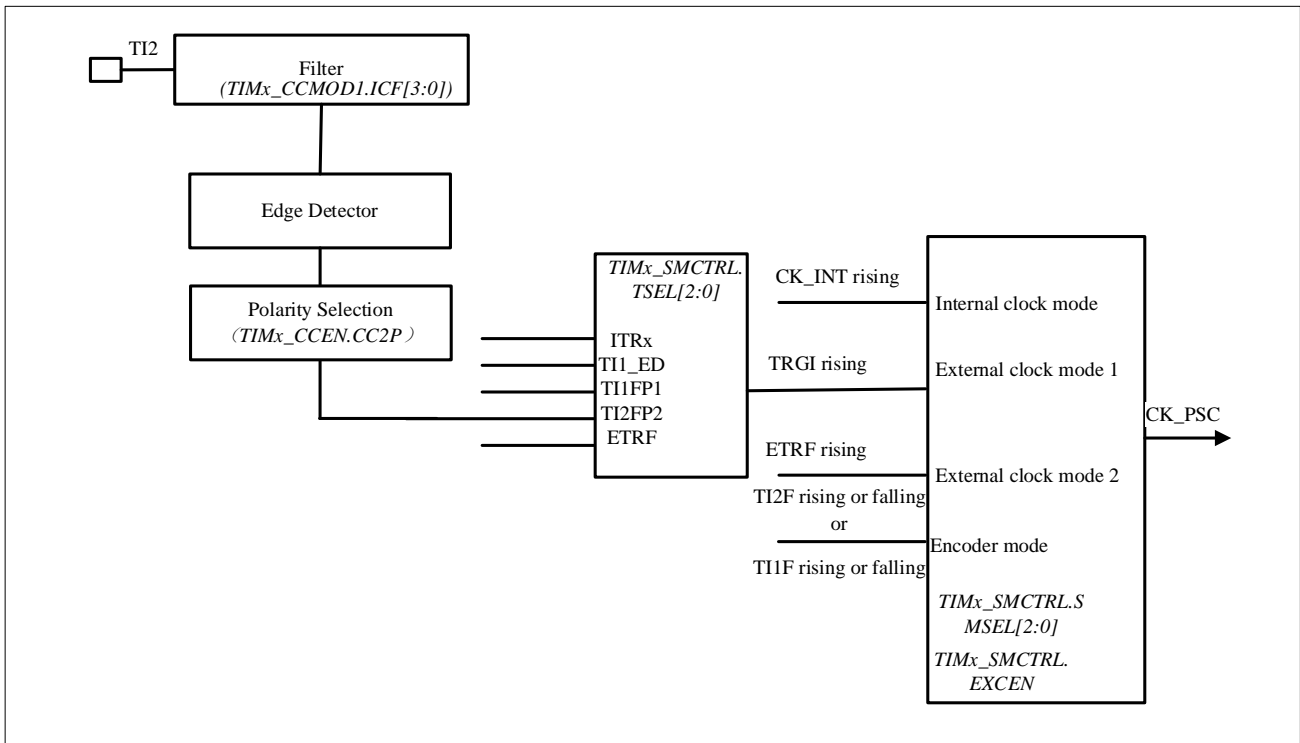 TI2
Filter
(TIMx_CCMOD1.ICF[3:0])
Edge Detector
Polarity Selection
（TIMx_CCEN.CC2P）
TIMx_SMCTRL.
TSEL[2:0]
ITRx
TI1_ED
TI1FP1
TI2FP2
ETRF
CK_INT rising
TRGI rising
ETRF rising
TI2F rising or falling
or
TI1F rising or falling
Internal clock mode
External clock mode 1
External clock mode 2
Encoder mode
TIMx_SMCTRL.S
MSEL[2:0]
TIMx_SMCTRL.
EXCEN
CK_PSC